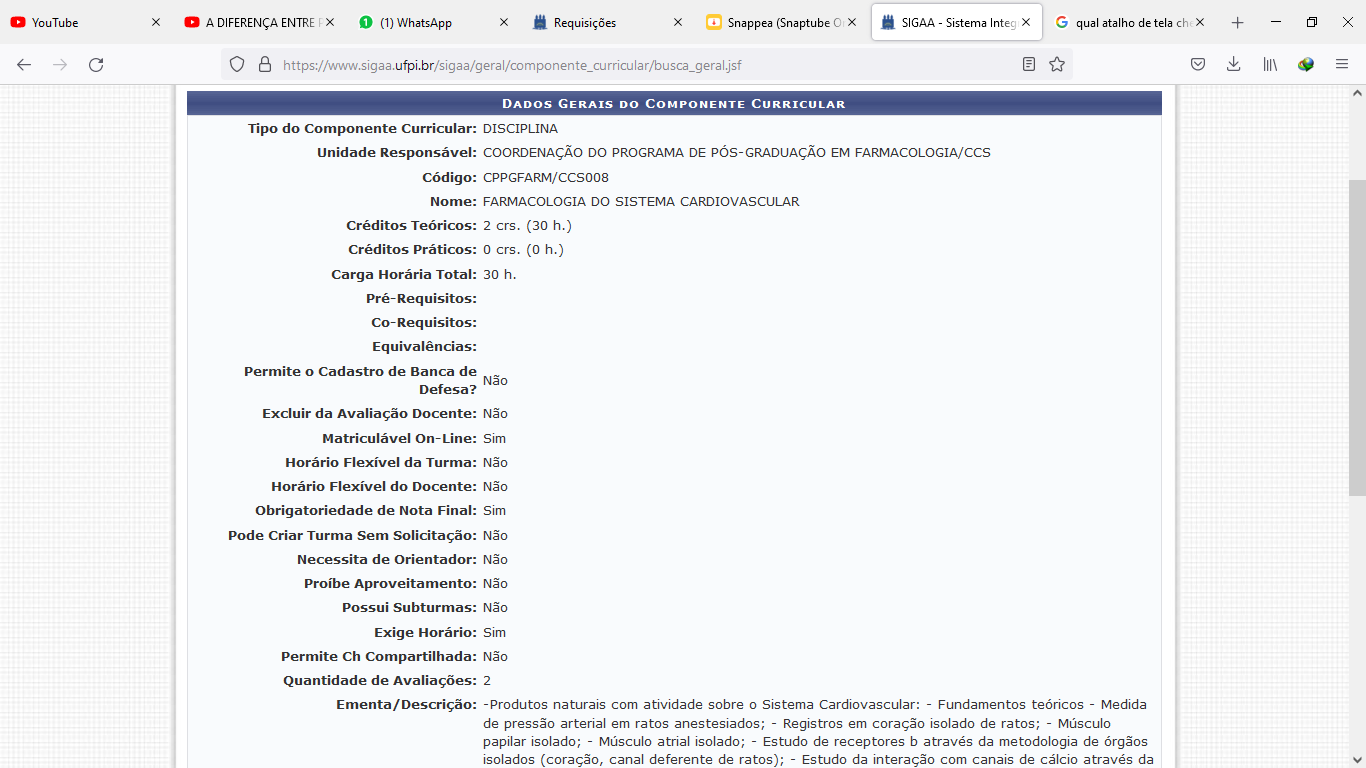 YouTube
A DIFERENÇA ENTRE
(1) WhatsApp
Requisições
Snappea (Snaptube
SIGAA - Sistema
qual atalho de tela
https://www.sigaa.ufpi.br/sigaa/geral/componente_curricular/busca_geral.jsf
Dados Gerais do Componente Curricular
Tipo do Componente Curricular: DISCIPLINA
Unidade Responsável: COORDENAÇÃO DO PROGRAMA DE PÓS-GRADUAÇÃO EM FARMACOLOGIA/CCS
Código: CPPGFARM/CCS008
Nome: FARMACOLOGIA DO SISTEMA CARDIOVASCULAR
Créditos Teóricos: 2 crs. (30 h.)
Créditos Práticos: 0 crs. (0 h.)
Carga Horária Total: 30 h.
Pré-Requisitos:
Co-Requisitos:
Equivalências:
Permite o Cadastro de Banca de
Defesa? Não
Excluir da Avaliação Docente: Não
Matriculável On-Line: Sim
Horário Flexível da Turma: Não
Horário Flexível do Docente: Não
Obrigatoriedade de Nota Final: Sim
Pode Criar Turma Sem Solicitação: Não
Necessita de Orientador: Não
Proíbe Aproveitamento: Não
Possui Subturmas: Não
Exige Horário: Sim
Permite Ch Compartilhada: Não
Quantidade de Avaliações: 2
Ementa/Descrição: -Produtos naturais com atividade sobre o Sistema Cardiovascular: - Fundamentos teóricos - Medida
de pressão arterial em ratos anestesiados; - Registros em coração isolado de ratos; - Músculo
papilar isolado; - Músculo atrial isolado; - Estudo de receptores b através da metodologia de órgãos
isolados (coração, canal deferente de ratos); - Estudo da interação com canais de cálcio através da